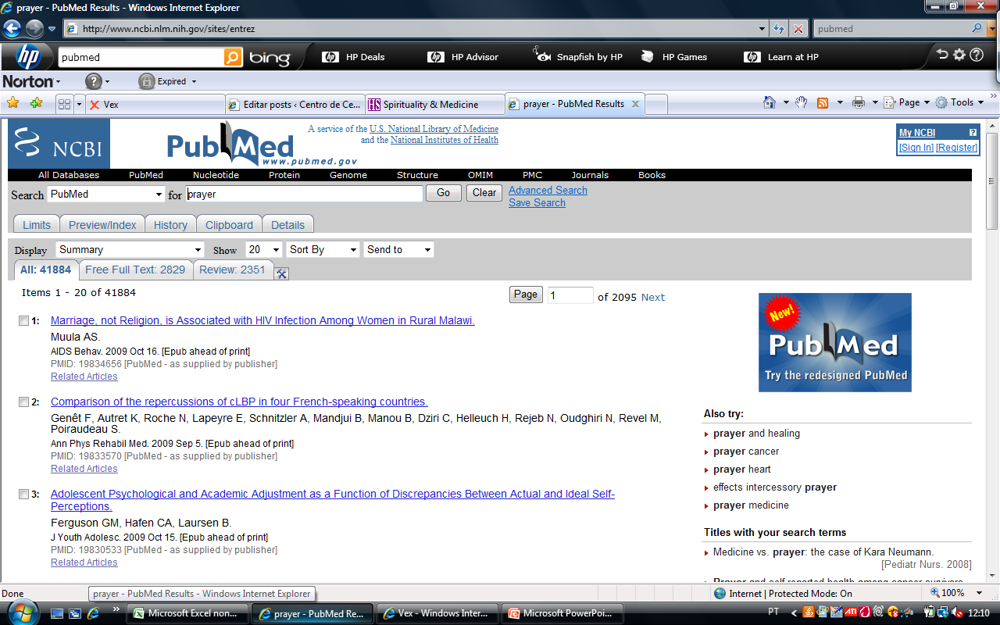 prayer - PubMed Results - Windows Internet Explorer
http://www.ncbi.nlm.nih.gov/sites/entrez
pubmed
hp
pubmed
bing
HP Deals
HP Advisor
Snapfish by HP
HP Games
Learn at HP
Norton
Expired
Vex
Editar posts ‹ Centro de Ce...
HS Spirituality & Medicine
prayer - PubMed Results
Page
Tools
NCBI
PubMed
www.pubmed.gov
A service of the U.S. National Library of Medicine
and the National Institutes of Health
My NCBI
[Sign In] [Register]
All Databases PubMed Nucleotide Protein Genome Structure OMIM PMC Journals Books
Search PubMed for prayer Go Clear Advanced Search
Save Search
Limits Preview/Index History Clipboard Details
Display Summary Show 20 Sort By Send to
All: 41884 Free Full Text: 2829 Review: 2351
Items 1 - 20 of 41884
Page 1 of 2095 Next
1: Marriage, not Religion, is Associated with HIV Infection Among Women in Rural Malawi.
Muula AS.
AIDS Behav. 2009 Oct 16. [Epub ahead of print]
PMID: 19834656 [PubMed - as supplied by publisher]
Related Articles
2: Comparison of the repercussions of cLBP in four French-speaking countries.
Genêt F, Autret K, Roche N, Lapeyre E, Schnitzler A, Mandjui B, Manou B, Dziri C, Helleuch H, Rejeb N, Oudghiri N, Revel M,
Poiraudeau S.
Ann Phys Rehabil Med. 2009 Sep 5. [Epub ahead of print]
PMID: 19833570 [PubMed - as supplied by publisher]
Related Articles
3: Adolescent Psychological and Academic Adjustment as a Function of Discrepancies Between Actual and Ideal Self-
Perceptions.
Ferguson GM, Hafen CA, Laursen B.
J Youth Adolesc. 2009 Oct 15. [Epub ahead of print]
PMID: 19830533 [PubMed - as supplied by publisher]
Related Articles
New!
PubMed
Try the redesigned PubMed
Also try:
prayer and healing
prayer cancer
prayer heart
effects intercessory prayer
prayer medicine
Titles with your search terms
Medicine vs. prayer: the case of Kara Neumann.
[Pediatr Nurs. 2008]
Prayer and self reported health among cancer survivors
Done
prayer - PubMed Results - Windows Internet Explorer
Internet | Protected Mode: On
100%
Microsoft Excel non...
prayer - PubMed Re...
Vex - Windows Inter...
Microsoft PowerPoi...
PT
ATI
12:10